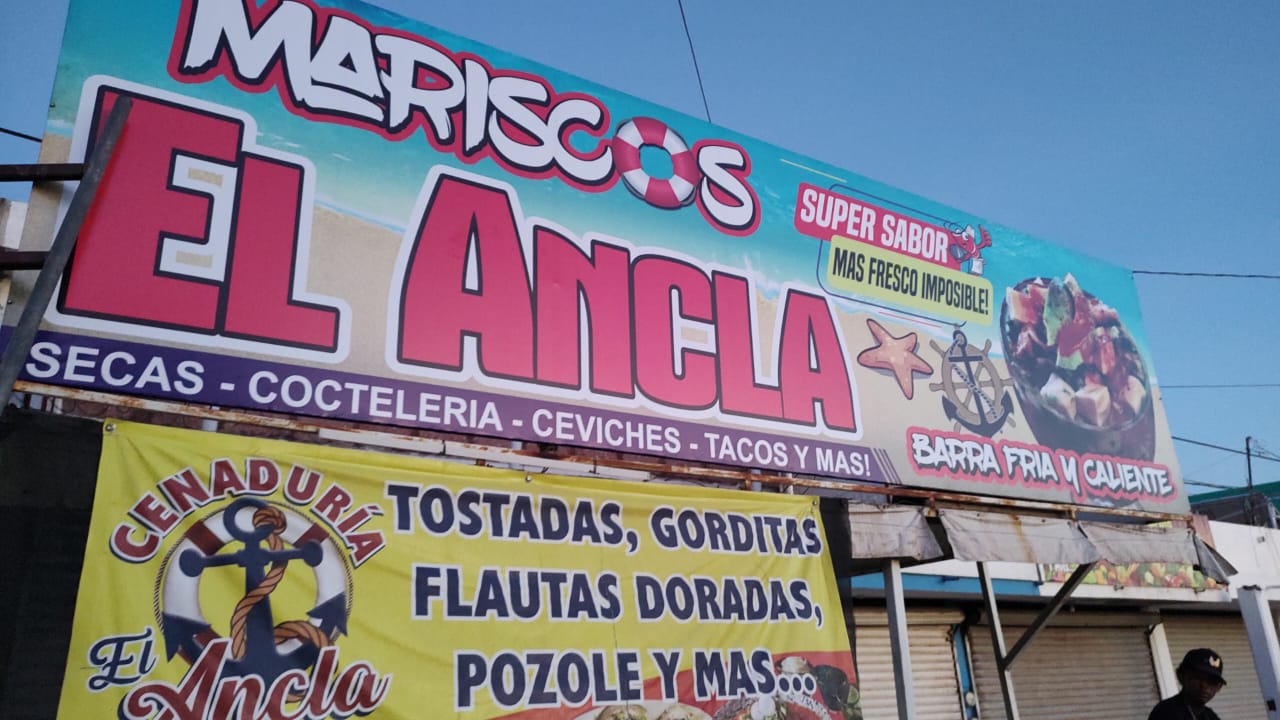 MARISCOS
EL ANCLA
SUPER SABOR
MAS FRESCO IMPOSIBLE!
SECAS - COCTELERIA - CEVICHES - TACOS Y MAS!
BARRA FRIA Y CALIENTE
CENADURÍA
El Ancla
TOSTADAS, GORDITAS
FLAUTAS DORADAS,
POZOLE Y MAS...